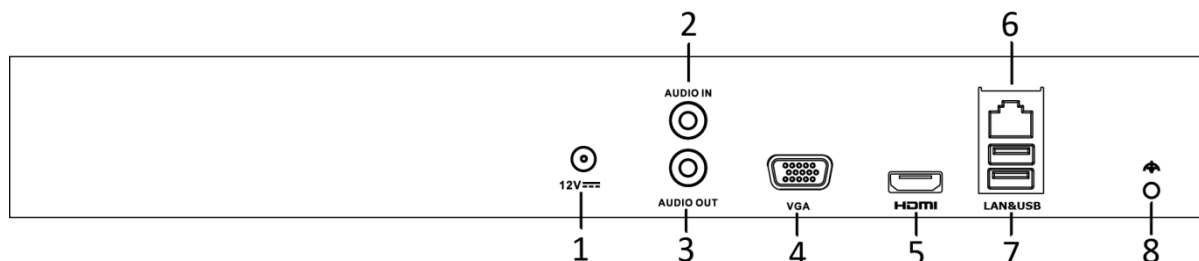 2 6
AUDIO IN
12V
AUDIO OUT VGA HDMI LAN&USB
1 3 4 5 7 8